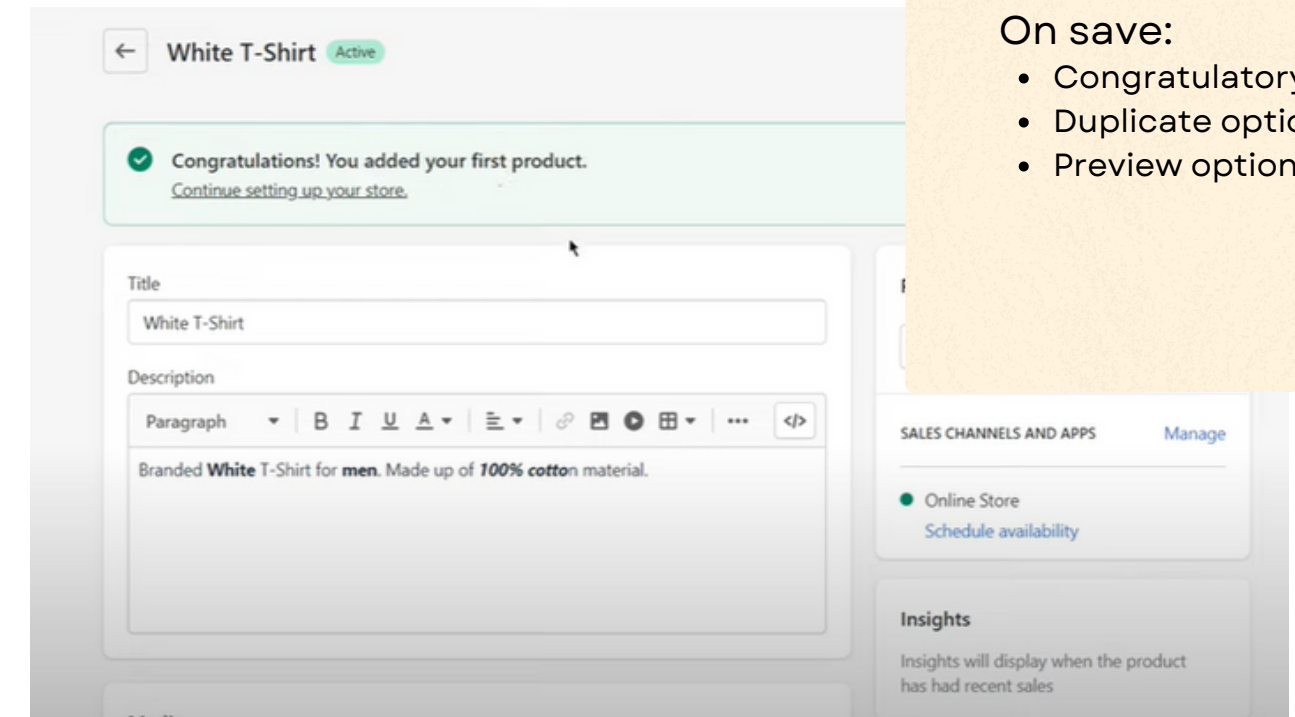 White T-Shirt Active
On save:
Congratulatory
Duplicate
Preview option
Congratulations! You added your first product.
Continue setting up your store.
Title
White T-Shirt
Description
Paragraph B I U A </>
Branded White T-Shirt for men. Made up of 100% cotton material.
SALES CHANNELS AND APPS Manage
Online Store
Schedule availability
Insights
Insights will display when the product
has had recent sales